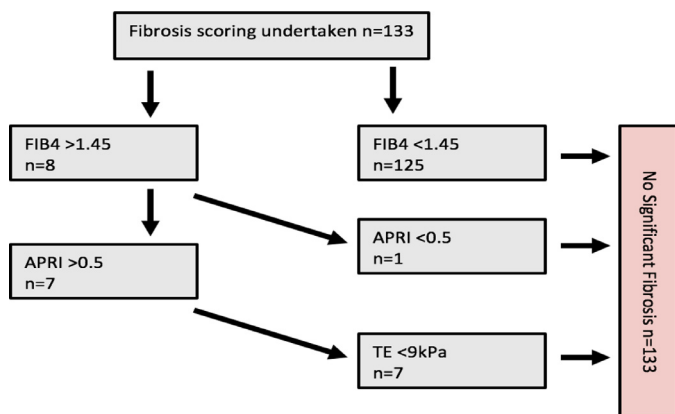 Fibrosis scoring undertaken n=133
FIB4 >1.45
n=8
FIB4 <1.45
n=125
APRI >0.5
n=7
APRI <0.5
n=1
TE <9kPa
n=7
No Significant Fibrosis n=133